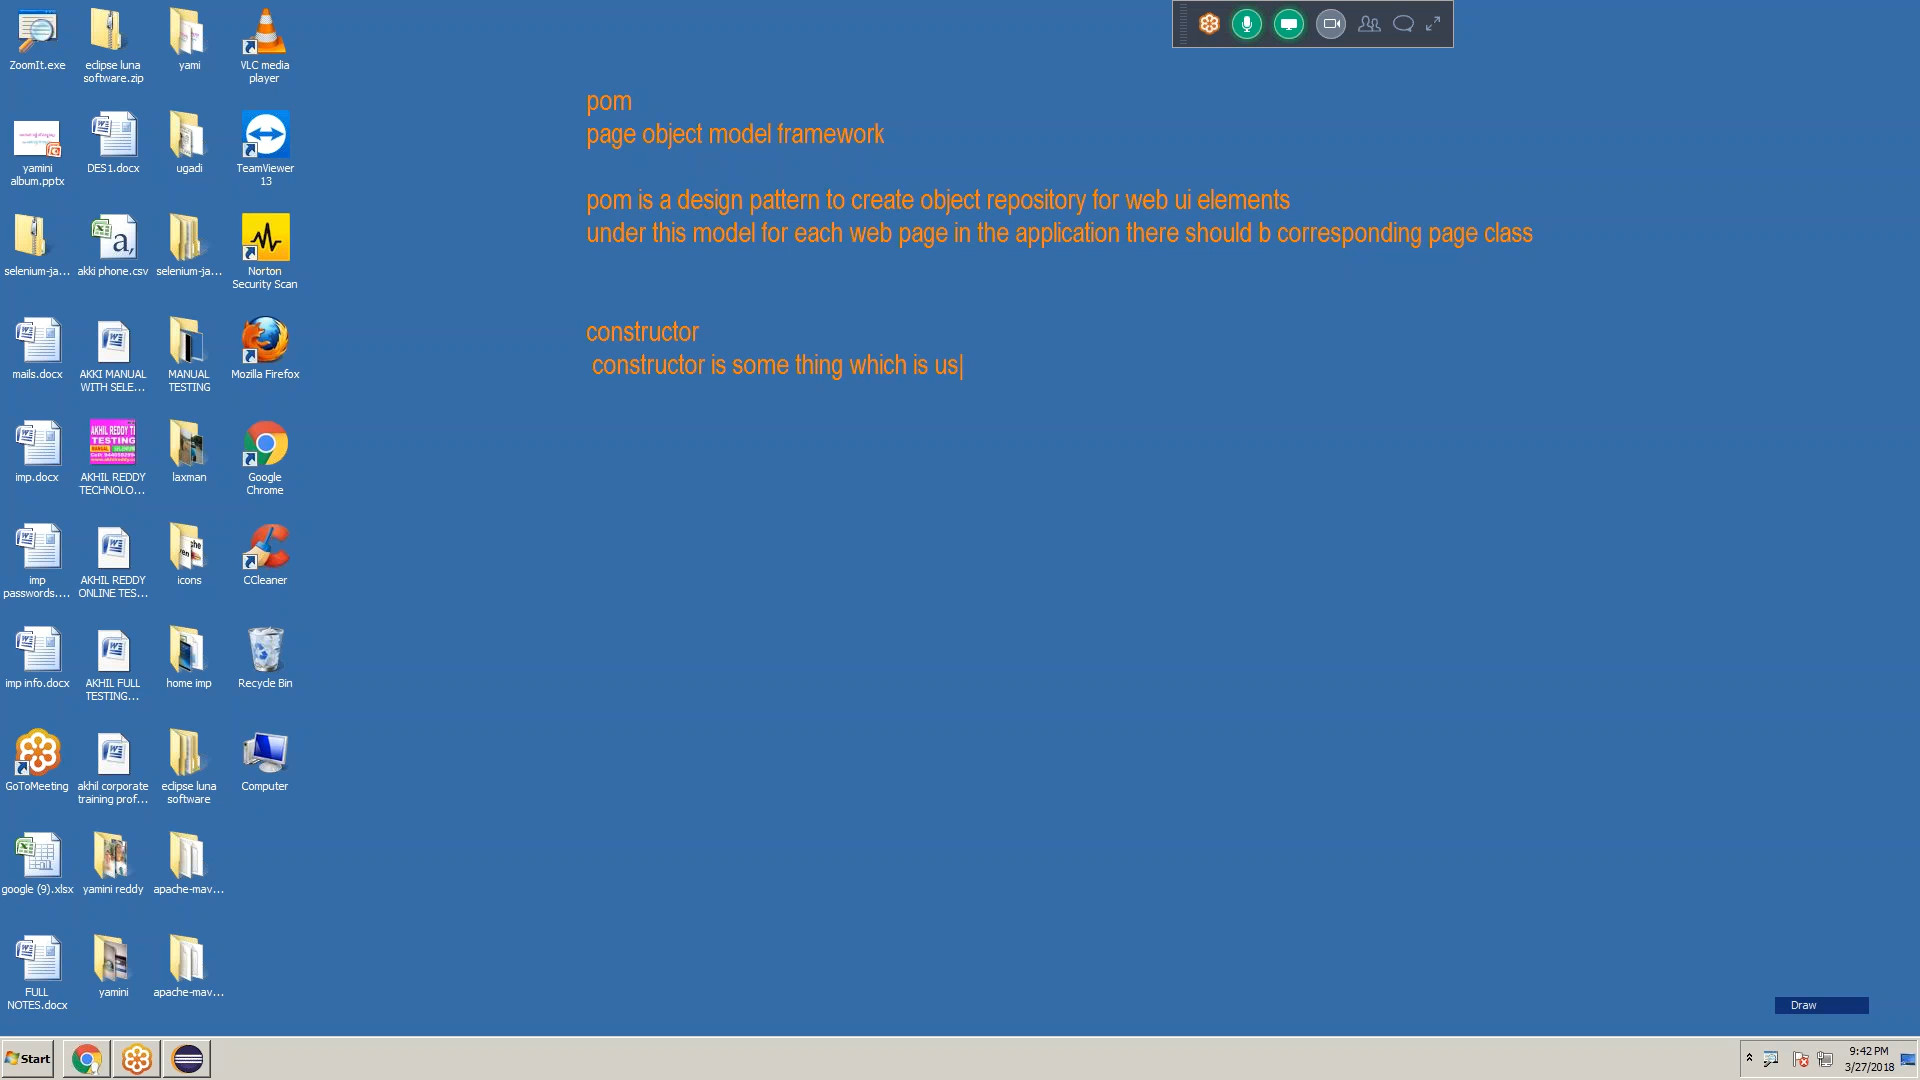 pom
page object model framework
pom is a design pattern to create object repository for web ui elements
under this model for each web page in the application there should b corresponding page class
constructor
constructor is some thing which is us
ZoomIt.exe
eclipse luna software.zip
yami
VLC media player
yamini album.pptx
DES1.docx
ugadi
TeamViewer 13
selenium-ja...
akki phone.csv
selenium-ja...
Norton Security Scan
mails.docx
AKKI MANUAL WITH SELE...
MANUAL TESTING
Mozilla Firefox
imp.docx
AKHIL REDDY TECHNOLO...
laxman
Google Chrome
imp passwords....
AKHIL REDDY ONLINE TES...
icons
CCleaner
imp info.docx
AKHIL FULL TESTING...
home imp
Recycle Bin
GoToMeeting
akhil corporate training prof...
eclipse luna software
Computer
google (9).xlsx
yamini reddy
apache-mav...
FULL NOTES.docx
yamini
apache-mav...
Draw
Start
9:42 PM
3/27/2018